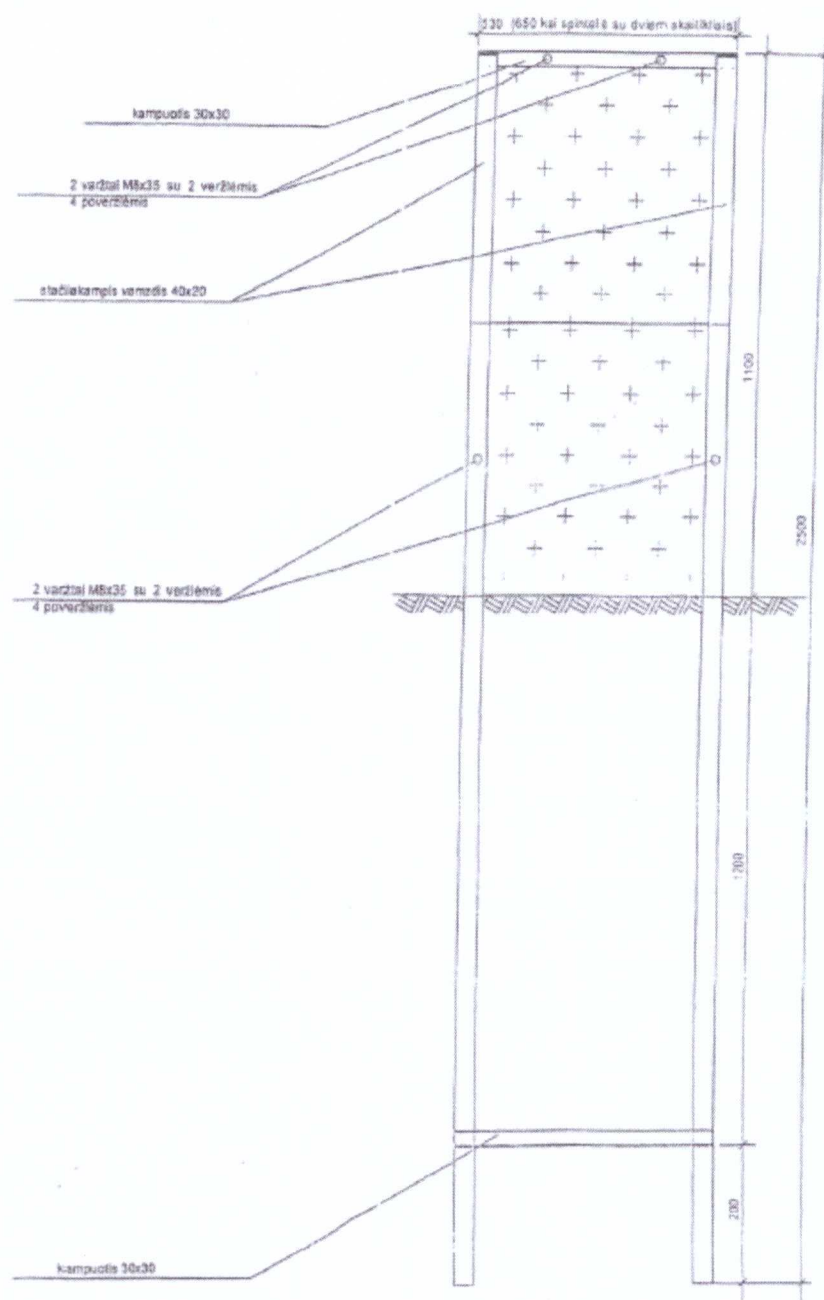 530 (650 kai spintelė su dviem skaitikliais)
kampuotis 30x30
2 varžtai M8x35 su 2 veržlėmis
4 poveržlėmis
stačiakampis vamzdis 40x20
1100
2500
2 varžtai M8x35 su 2 veržlėmis
4 poveržlėmis
1200
200
kampuotis 30x30